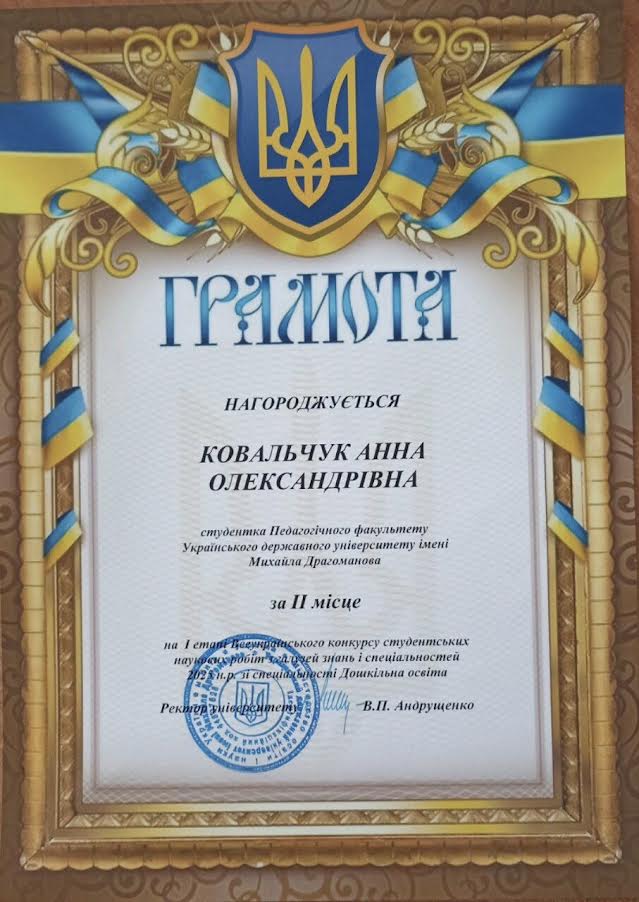 ГРАМОТА
НАГОРОДЖУЄТЬСЯ
КОВАЛЬЧУК АННА
ОЛЕКСАНДРІВНА
студентка Педагогічного факультету
Українського державного університету імені
Михайла Драгоманова
за ІІ місце
на І етапі Всеукраїнського конкурсу студентських
наукових робіт з галузей знань і спеціальностей
н.р. зі спеціальності Дошкільна освіта
Ректор університету В.П. Андрущенко